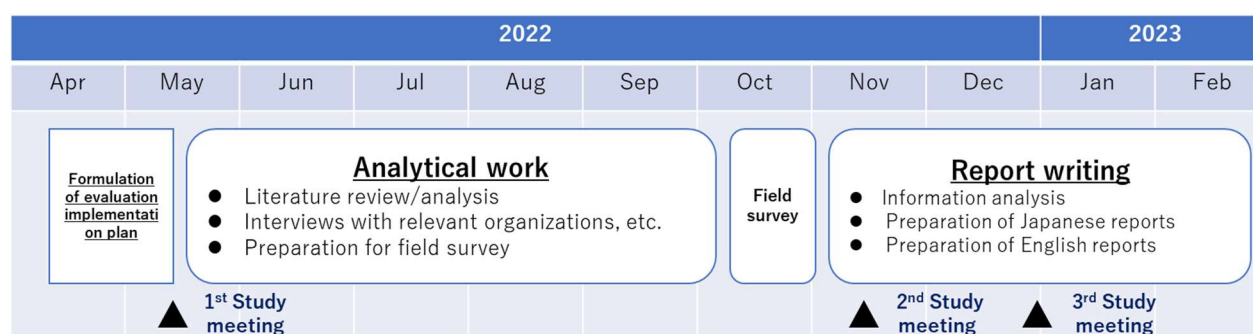 2022 2023
Apr May Jun Jul Aug Sep Oct Nov Dec Jan Feb
Formulation
of evaluation
implementati
on plan
Analytical work
● Literature review/analysis
● Interviews with relevant organizations, etc.
● Preparation for field survey
Field
survey
Report writing
● Information analysis
● Preparation of Japanese reports
● Preparation of English reports
1st Study
meeting
2nd Study
meeting
3rd Study
meeting